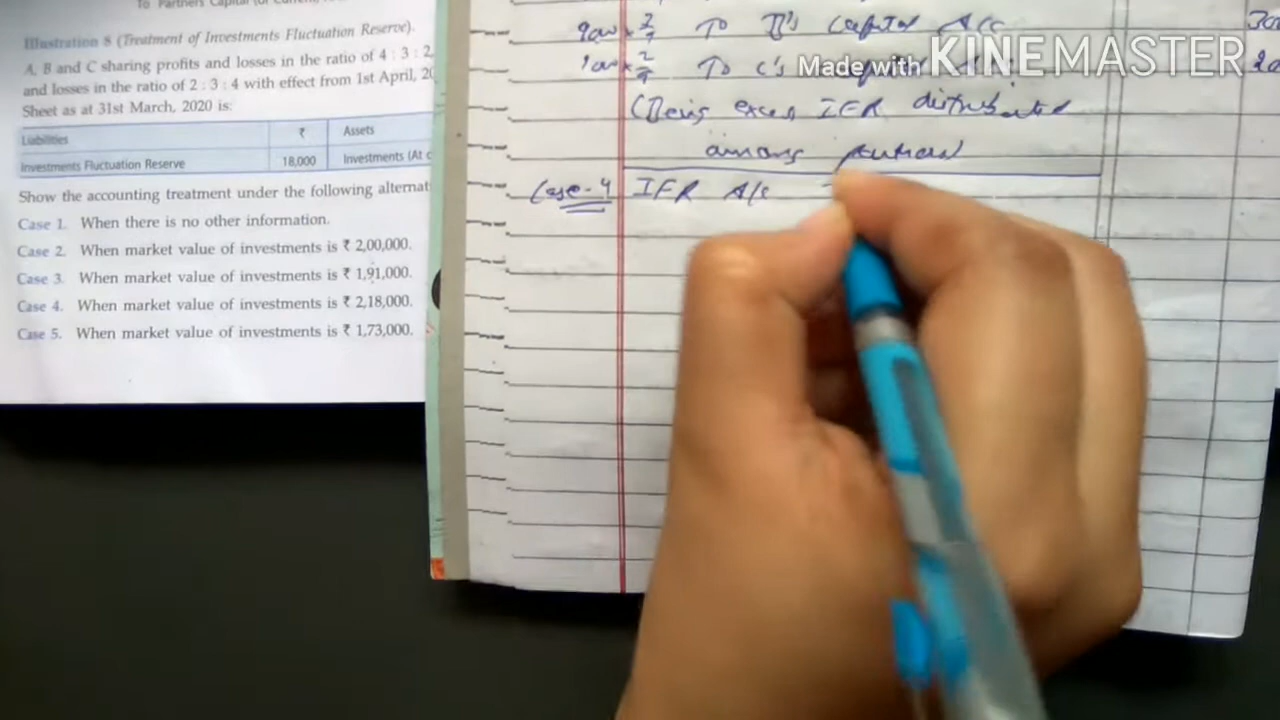 To Partners Capital (or Current)
Illustration 8 (Treatment of Investments Fluctuation Reserve).
A, B and C sharing profits and losses in the ratio of 4 : 3 : 2,
and losses in the ratio of 2 : 3 : 4 with effect from 1st April, 20
Sheet as at 31st March, 2020 is:
Liabilities ₹ Assets
Investments Fluctuation Reserve 18,000 Investments (At c
Show the accounting treatment under the following alternat
Case 1. When there is no other information.
Case 2. When market value of investments is ₹ 2,00,000.
Case 3. When market value of investments is ₹ 1,91,000.
Case 4. When market value of investments is ₹ 2,18,000.
Case 5. When market value of investments is ₹ 1,73,000.
To B's Capital A/c
To C's
(Being excess IFR distributed
among partners
Case-4 IFR A/c
Made with KINEMASTER